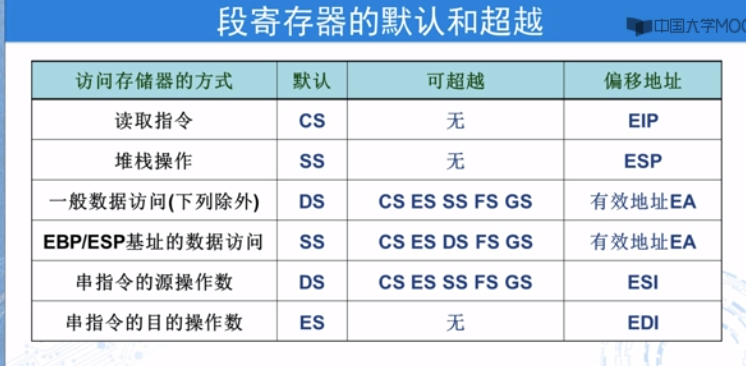 段寄存器的默认和超越
中国大学MOO
访问存储器的方式 默认 可超越 偏移地址
读取指令 CS 无 EIP
堆栈操作 SS 无 ESP
一般数据访问(下列除外) DS CS ES SS FS GS 有效地址EA
EBP/ESP基址的数据访问 SS CS ES DS FS GS 有效地址EA
串指令的源操作数 DS CS ES SS FS GS ESI
串指令的目的操作数 ES 无 EDI